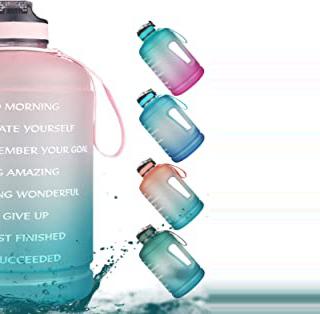 MORNING
ATE YOURSELF
EMBER YOUR GOAL
G AMAZING
NG WONDERFUL
GIVE UP
ST FINISHED
UCCEEDED